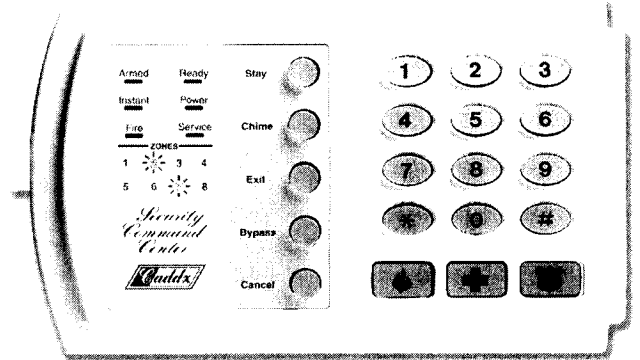 Armed Ready
Instant Power
Fire Service
ZONES
1 3 4
5 6 8
Security
Command
Center
Caddx
Stay
Chime
Exit
Bypass
Cancel
1 2 3
4 5 6
7 8 9
* 0 #